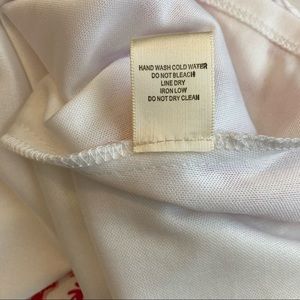 HAND WASH COLD WATER
DO NOT BLEACH
LINE DRY
IRON LOW
DO NOT DRY CLEAN